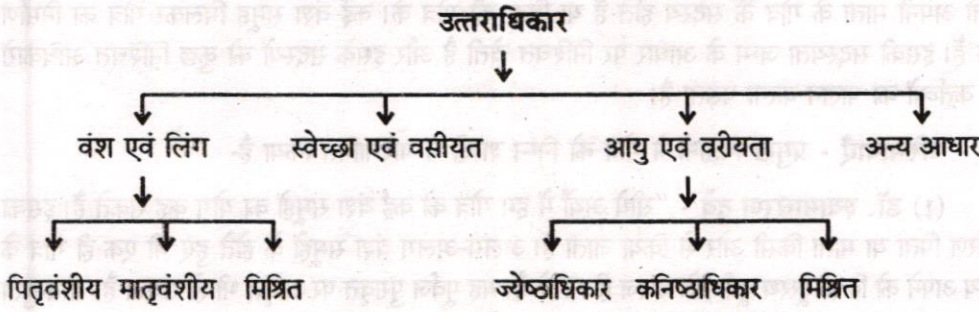 उत्तराधिकार
वंश एवं लिंग स्वेच्छा एवं वसीयत आयु एवं वरीयता अन्य आधार
पितृवंशीय मातृवंशीय मिश्रित ज्येष्ठाधिकार कनिष्ठाधिकार मिश्रित